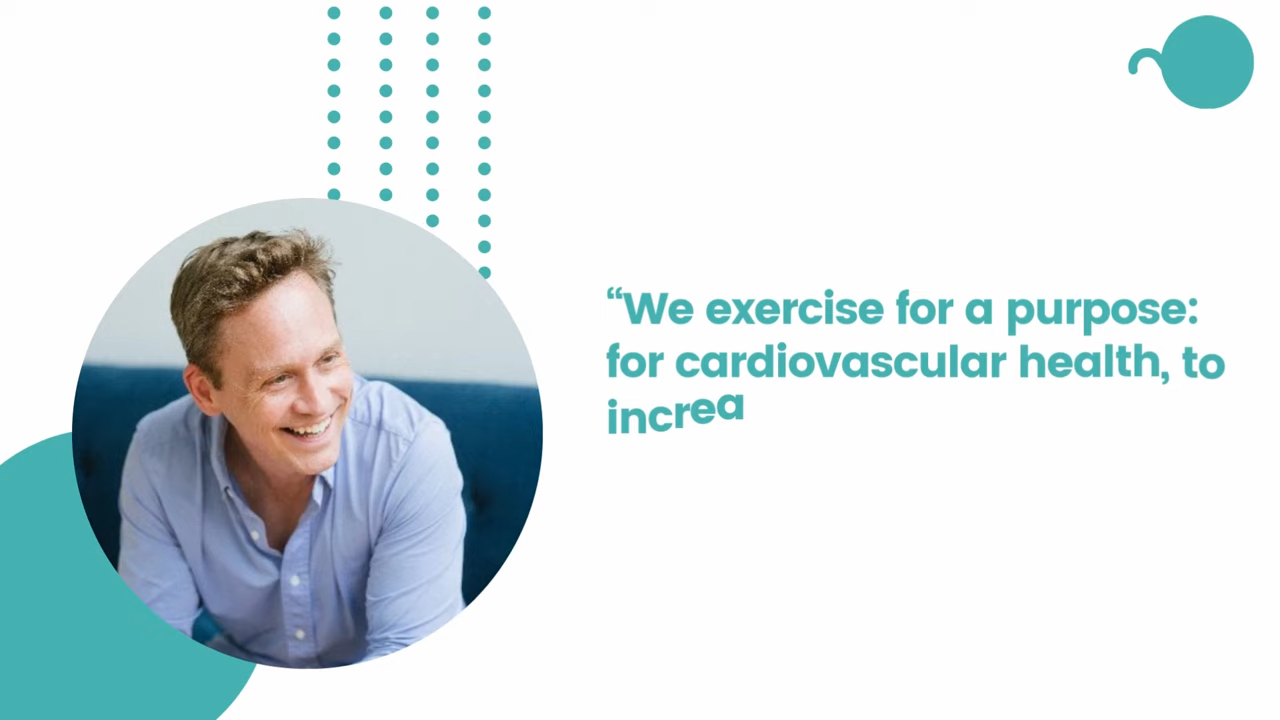 “We exercise for a purpose:
for cardiovascular health, to
increa